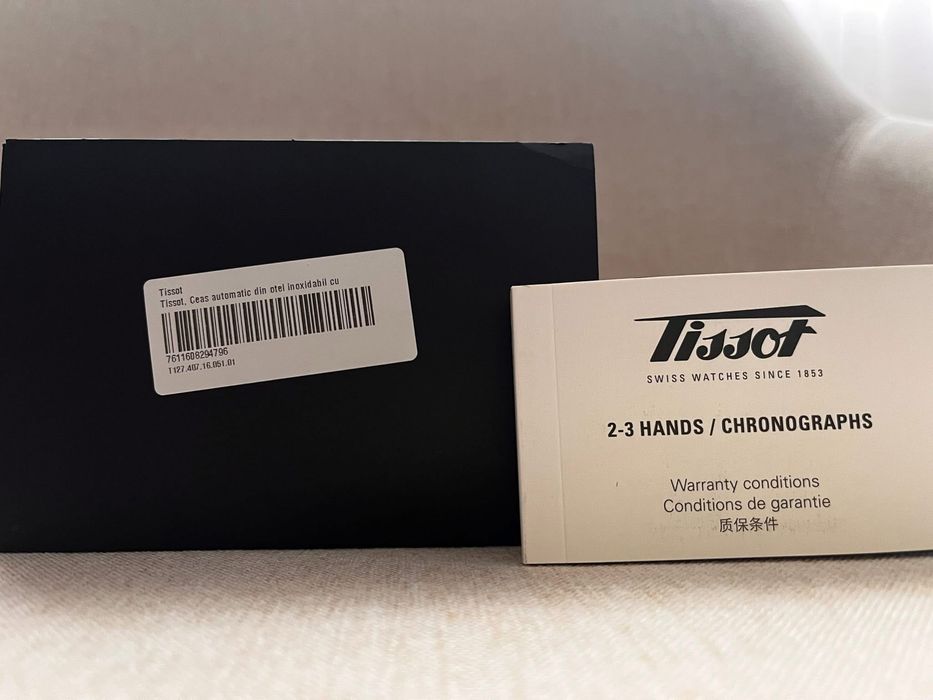 Tissot
Tissot, Ceas automatic din otel inoxidabil cu
7611608294796
T127.407.16.051.01
Tissot
SWISS WATCHES SINCE 1853
2-3 HANDS / CHRONOGRAPHS
Warranty conditions
Conditions de garantie
质保条件